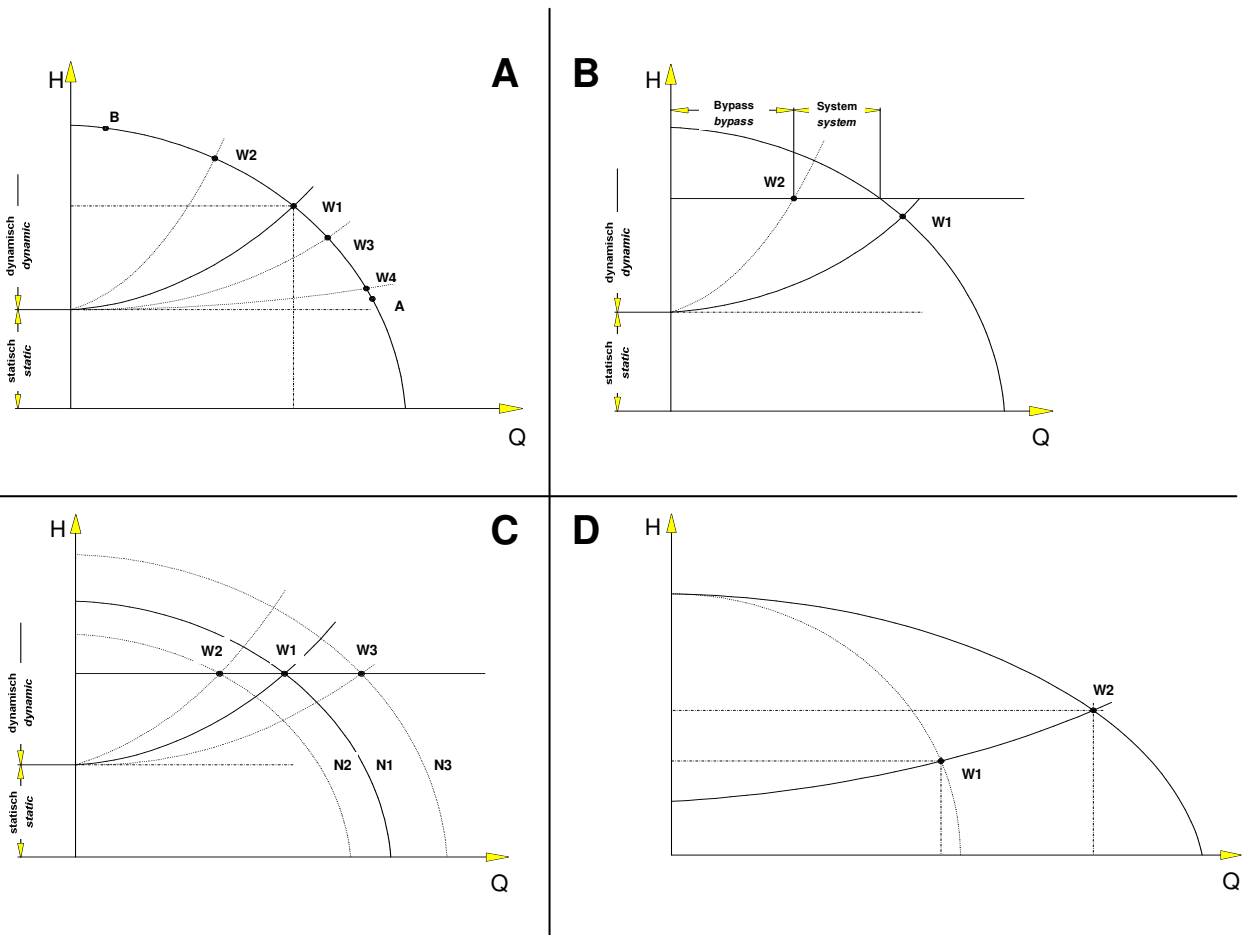 A
H
B
W2
W1
W3
W4
A
dynamisch
dynamic
statisch
static
Q
B
H
Bypass
bypass
System
system
W2
W1
dynamisch
dynamic
statisch
static
Q
C
H
W2
W1
W3
N2
N1
N3
dynamisch
dynamic
statisch
static
Q
D
H
W2
W1
Q